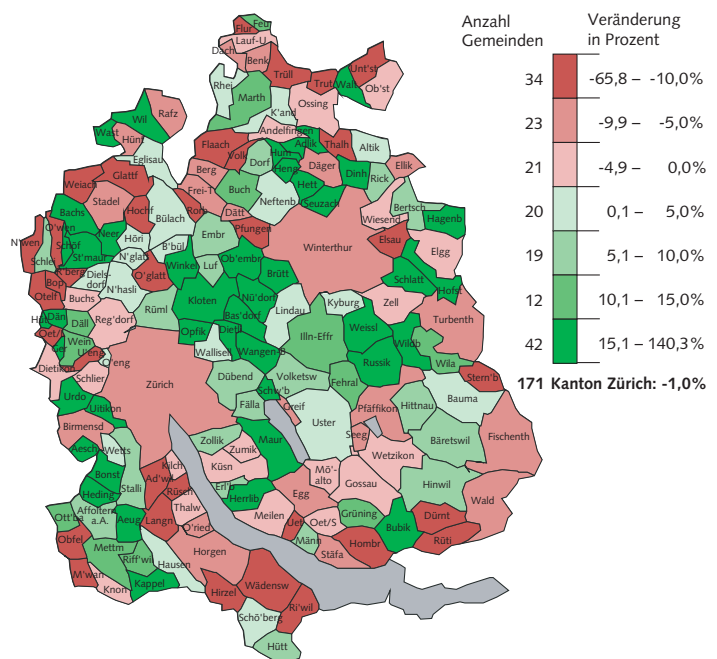 Anzahl Gemeinden
Veränderung in Prozent
34 -65,8 – -10,0%
23 -9,9 – -5,0%
21 -4,9 – 0,0%
20 0,1 – 5,0%
19 5,1 – 10,0%
12 10,1 – 15,0%
42 15,1 – 140,3%
171 Kanton Zürich: -1,0%
Flur Feu
Lauf-U
Dach
Benk
Trüll
Unt'st
Trut
Walt
Ob'st
Rhei
Marth
K'and
Ossing
Wil
Rafz
Wast
Hünt
Andelfingen
Flaach
Volk
Hum
Adlik
Thalh
Altik
Eglisau
Dorf
Heng
Däger
Ellik
Glattf
Berg
Dinh
Rick
Weiach
Frei-T
Buch
Hett
Stadel
Neftenb
Seuzach
Bachs
Hochf
Rorb
Dätt
Bertsch
Bülach
Wiesend
Hagenb
O'wen
Neer
Embr
Pfungen
Elsau
N'wen
Schöf
Höri
B'bül
Winterthur
Elgg
Schlei
St'maur
N'glatt
Winkel
Luf
Ob'embr
R'berg
Diels-
dorf
O'glatt
Brütt
Schlatt
Hofst
Bop
N'hasli
Otelf
Buchs
Kloten
Nü'dorf
Kyburg
Zell
Turbenth
Hütt
Dän
Däll
Reg'dorf
Rüml
Bas'dorf
Lindau
Oet/L
Wein
Opfik
Dietl
Illn-Effr
Weissl
Wildb
Ger
U'eng
O'eng
Wallisell
Wangen-B
Russik
Wila
Dietikon
Schlier
Zürich
Dübend
Volketsw
Fehral
Stern'b
Urdo
Uitikon
Schw'b
Hittnau
Bauma
Fälla
Greif
Pfäffikon
Birmensd
Uster
Zollik
Maur
Seeg
Bäretswil
Fischenth
Aesch
Wetts
Zumik
Wetzikon
Bonst
Kilch
Küsn
Mö'-
alto
Gossau
Hinwil
Heding
Stalli
Ad'wil
Rüsch
Erl'b
Herrlib
Egg
Wald
Affoltern
a.A.
Thalw
Ott'ba
Aeug
Langn
Meilen
Uet
Oet/S
Grüning
Dürnt
Obfel
O'ried
Männ
Bubik
Mettm
Horgen
Stäfa
Hombr
Rüti
Riff'wil
Hausen
M'wan
Knon
Kappel
Hirzel
Wädensw
Ri'wil
Schö'berg
Hütt